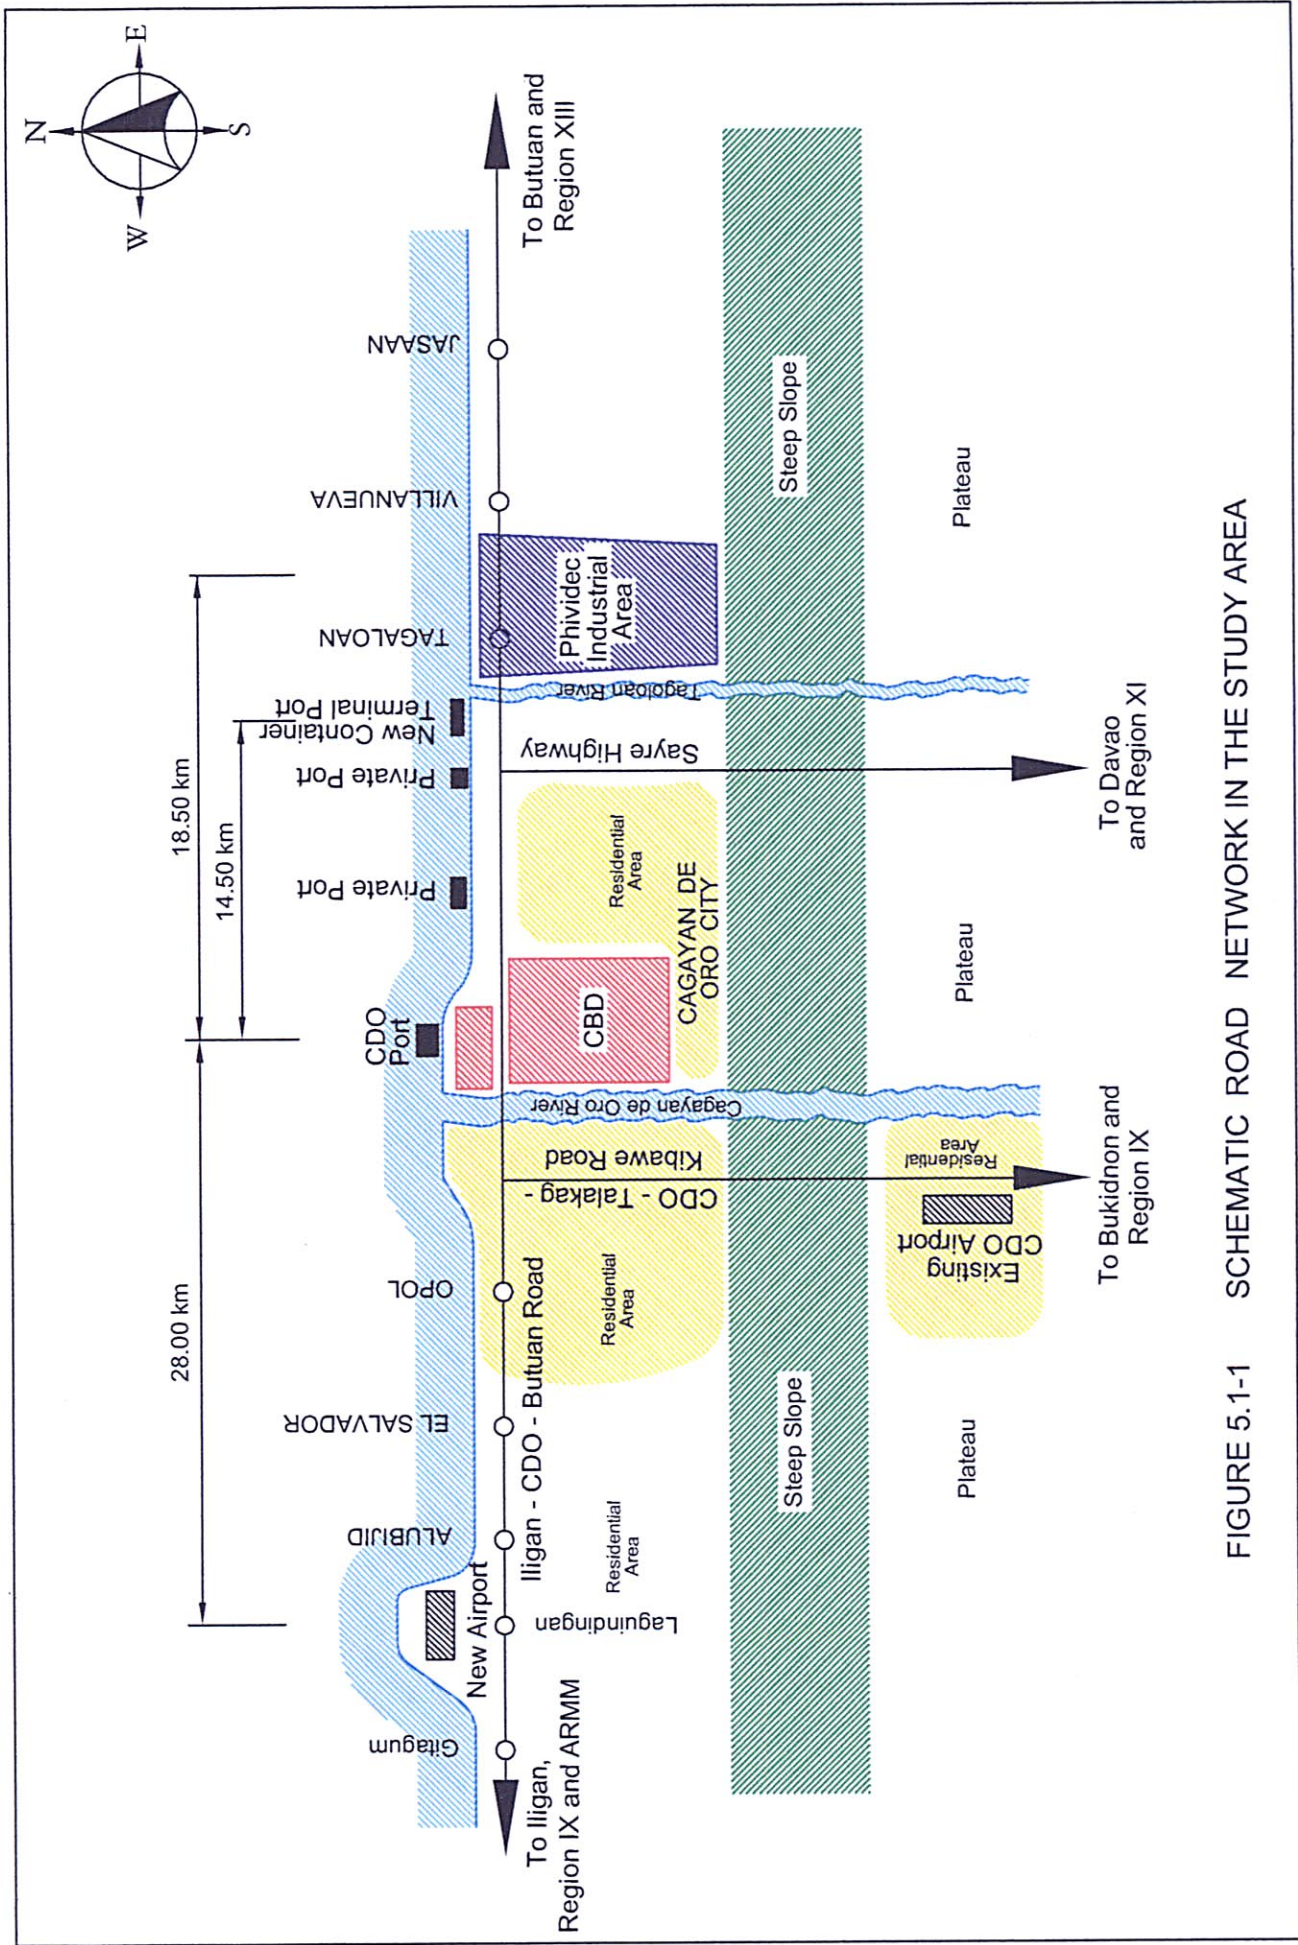 N
W
E
S
28.00 km
18.50 km
14.50 km
Gitagum
ALUBIJID
EL SALVADOR
OPOL
CDO
Port
Private Port
Private Port
New Container
Terminal Port
TAGALOAN
VILLANUEVA
JASAAN
New Airport
To Iligan,
Region IX and ARMM
Laguindingan
Iligan - CDO - Butuan Road
Residential
Area
Residential
Area
CDO - Talakag -
Kibawe Road
Cagayan de Oro River
CBD
CAGAYAN DE
ORO CITY
Residential
Area
Sayre Highway
Tagoloan River
Phividec
Industrial
Area
To Butuan and
Region XIII
Steep Slope
Steep Slope
Plateau
Existing
CDO Airport
Residential
Area
Plateau
Plateau
To Bukidnon and
Region IX
To Davao
and Region XI
FIGURE 5.1-1 SCHEMATIC ROAD NETWORK IN THE STUDY AREA